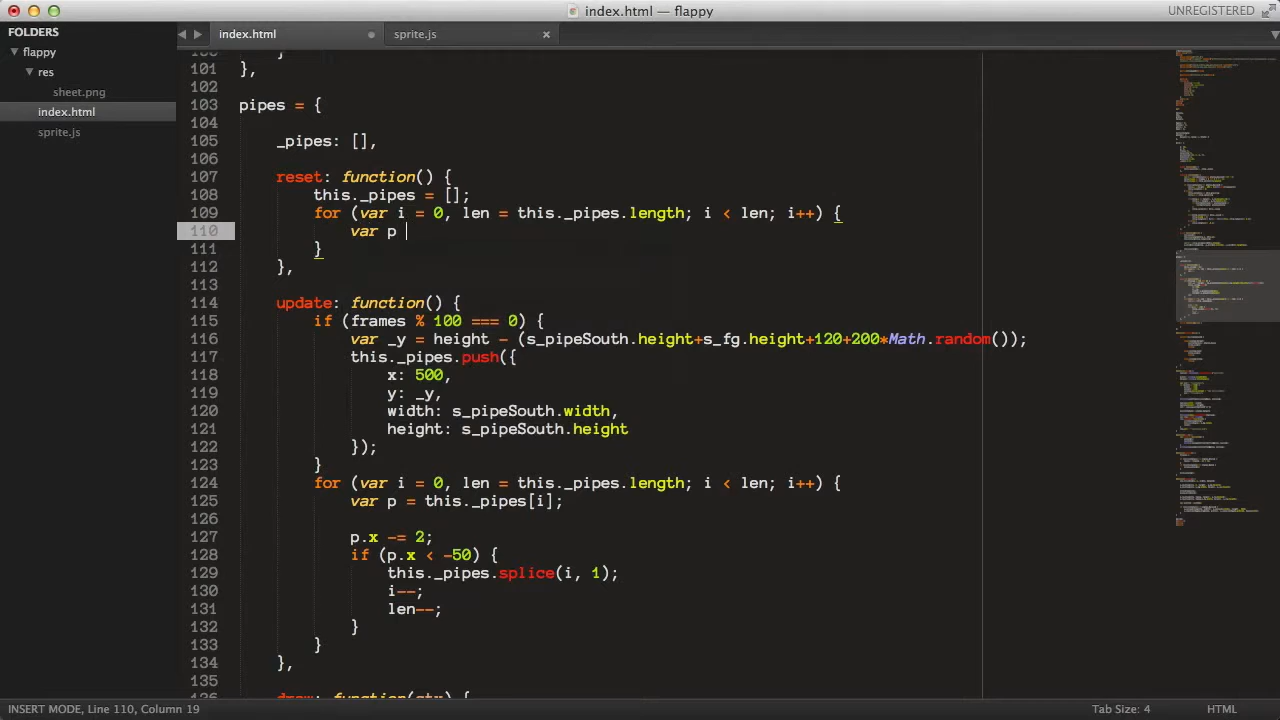 index.html — flappy
UNREGISTERED
FOLDERS
flappy
res
sheet.png
index.html
sprite.js
index.html
sprite.js
101 },
102
103 pipes = {
104
105 _pipes: [],
106
107 reset: function() {
108 this._pipes = [];
109 for (var i = 0, len = this._pipes.length; i < len; i++) {
110 var p
111 }
112 },
113
114 update: function() {
115 if (frames % 100 === 0) {
116 var _y = height - (s_pipeSouth.height+s_fg.height+120+200*Math.random());
117 this._pipes.push({
118 x: 500,
119 y: _y,
120 width: s_pipeSouth.width,
121 height: s_pipeSouth.height
122 });
123 }
124 for (var i = 0, len = this._pipes.length; i < len; i++) {
125 var p = this._pipes[i];
126
127 p.x -= 2;
128 if (p.x < -50) {
129 this._pipes.splice(i, 1);
130 i--;
131 len--;
132 }
133 }
134 },
135
draw: function(ctx) {
INSERT MODE, Line 110, Column 19
Tab Size: 4
HTML